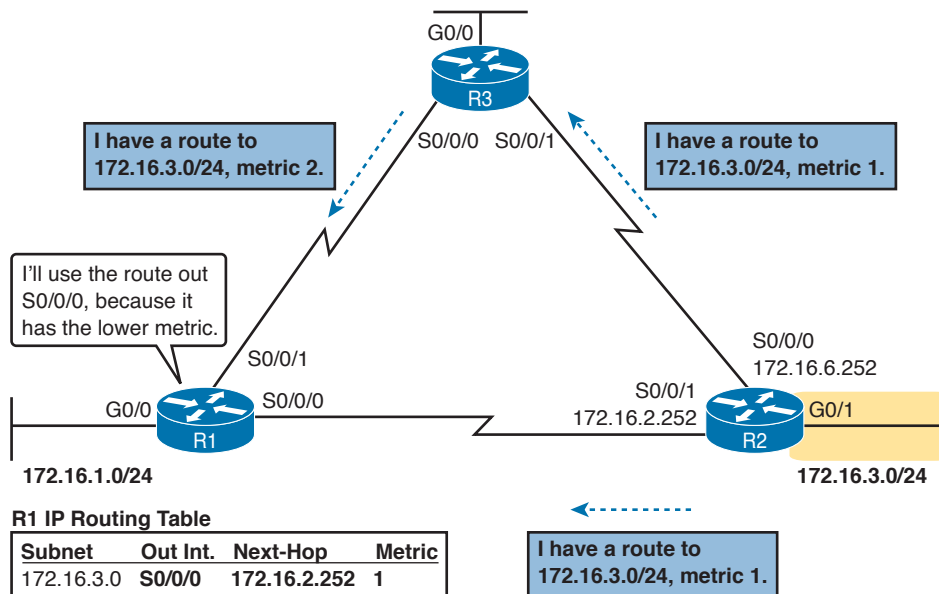 G0/0
R3
I have a route to
172.16.3.0/24, metric 2.
S0/0/0
S0/0/1
I have a route to
172.16.3.0/24, metric 1.
I'll use the route out
S0/0/0, because it
has the lower metric.
S0/0/1
S0/0/0
172.16.6.252
G0/0
S0/0/0
R1
S0/0/1
172.16.2.252
R2
G0/1
172.16.1.0/24
172.16.3.0/24
R1 IP Routing Table
Subnet Out Int. Next-Hop Metric
172.16.3.0 S0/0/0 172.16.2.252 1
I have a route to
172.16.3.0/24, metric 1.